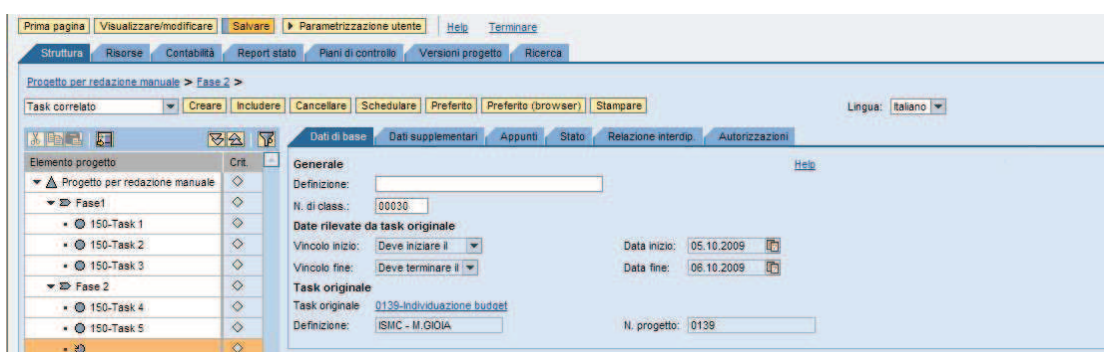 Prima pagina Visualizzare/modificare Salvare Parametrizzazione utente Help Terminare
Struttura Risorse Contabilità Report stato Piani di controllo Versioni progetto Ricerca
Progetto per redazione manuale > Fase 2 >
Task correlato Creare Includere Cancellare Schedulare Preferito Preferito (browser) Stampare Lingua: Italiano
Dati di base Dati supplementari Appunti Stato Relazione interdip. Autorizzazioni
Elemento progetto Crit.
Progetto per redazione manuale
Fase1
150-Task 1
150-Task 2
150-Task 3
Fase 2
150-Task 4
150-Task 5
Generale Help
Definizione:
N. di class.: 00030
Date rilevate da task originale
Vincolo inizio: Deve iniziare il Data inizio: 05.10.2009
Vincolo fine: Deve terminare il Data fine: 06.10.2009
Task originale
Task originale 0139-Individuazione budget
Definizione: ISMC - M.GIOIA N. progetto: 0139